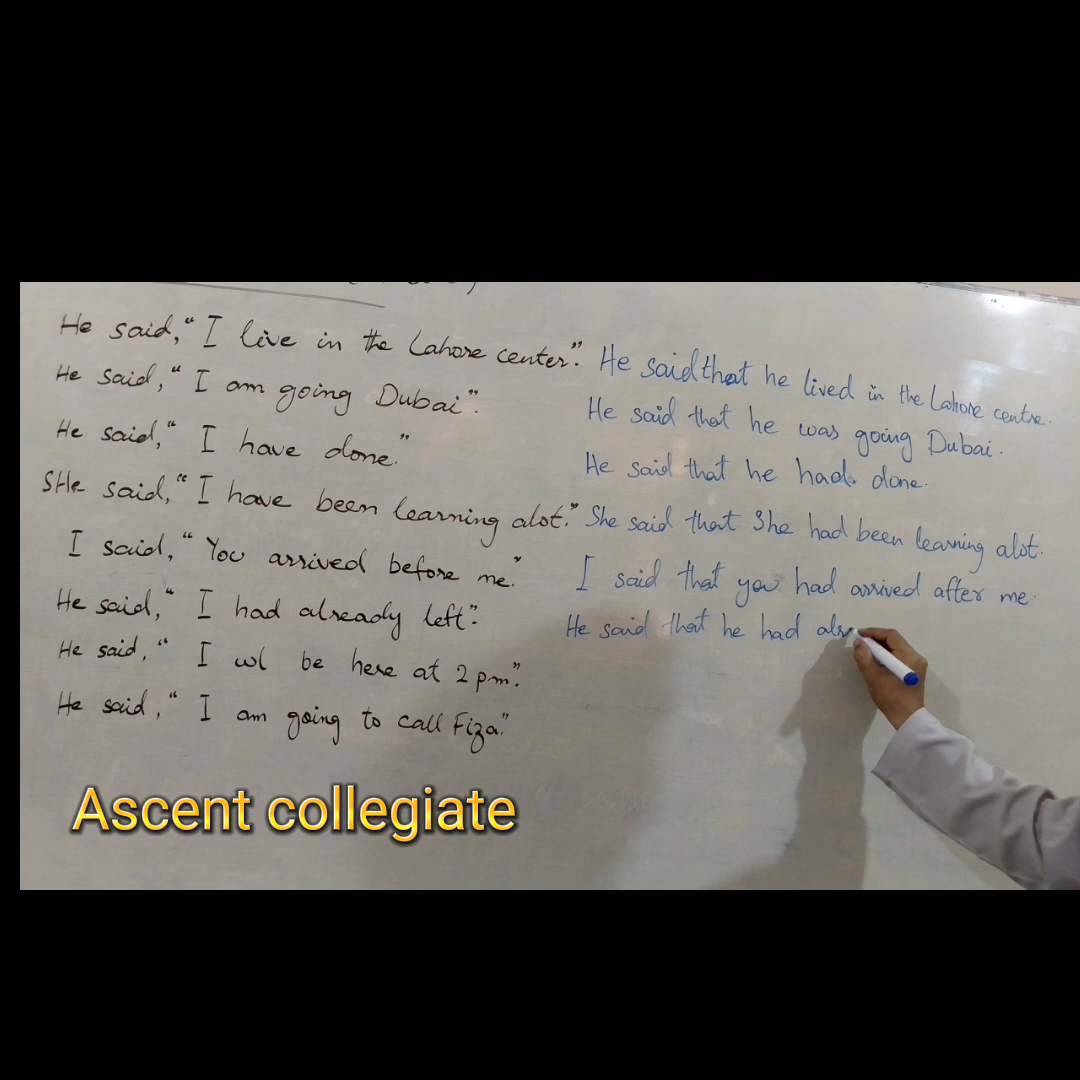 He said, “I live in the Lahore center”.
He said, “I am going Dubai”.
He said, “I have done.”
SHe said, “I have been learning alot.”
I said, “You arrived before me.”
He said, “I had already left”.
He said, “I wl be here at 2 pm”.
He said, “I am going to call Fiza.”
He said that he lived in the Lahore centre.
He said that he was going Dubai.
He said that he had done.
She said that She had been learning alot.
I said that you had arrived after me.
He said that he had alr
Ascent collegiate